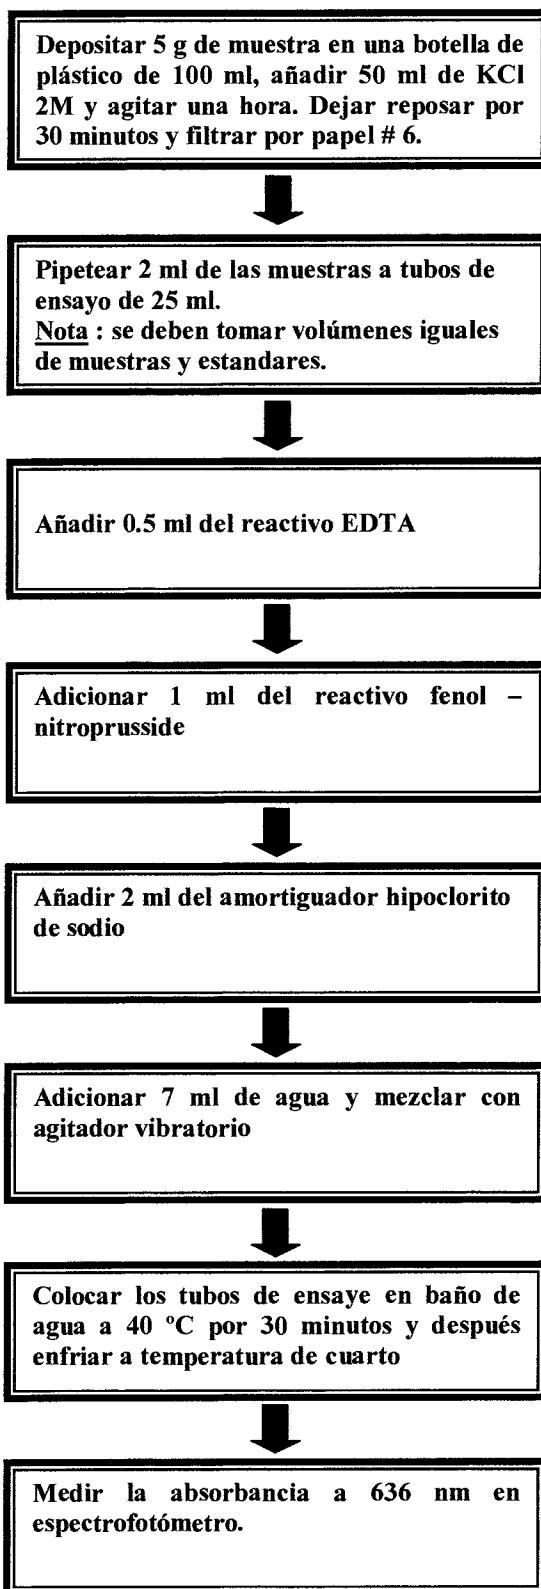 Depositar 5 g de muestra en una botella de
plástico de 100 ml, añadir 50 ml de KCl
2M y agitar una hora. Dejar reposar por
30 minutos y filtrar por papel # 6.
Pipetear 2 ml de las muestras a tubos de
ensayo de 25 ml.
Nota : se deben tomar volúmenes iguales
de muestras y estandares.
Añadir 0.5 ml del reactivo EDTA
Adicionar 1 ml del reactivo fenol –
nitroprusside
Añadir 2 ml del amortiguador hipoclorito
de sodio
Adicionar 7 ml de agua y mezclar con
agitador vibratorio
Colocar los tubos de ensaye en baño de
agua a 40 ºC por 30 minutos y después
enfriar a temperatura de cuarto
Medir la absorbancia a 636 nm en
espectrofotómetro.